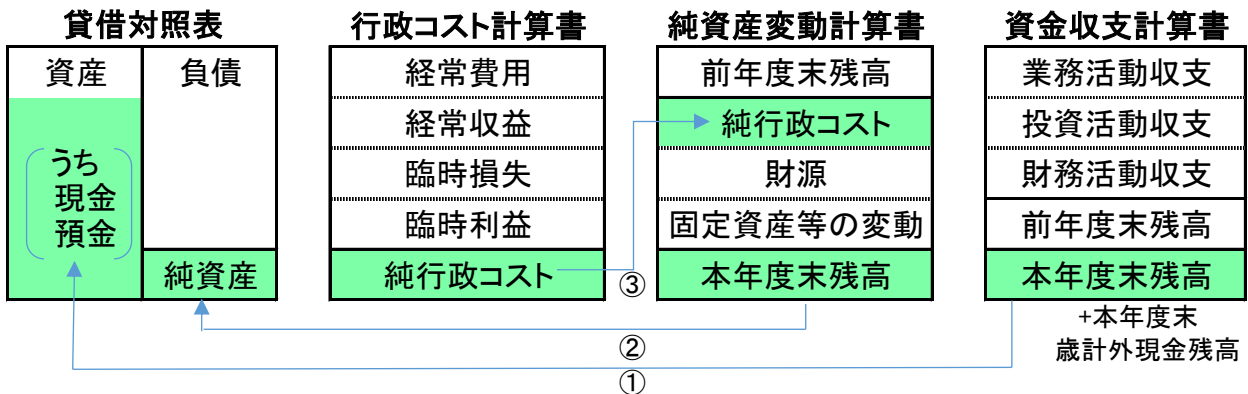 貸借対照表
資産
負債
うち
現金
預金
純資産
行政コスト計算書
経常費用
経常収益
臨時損失
臨時利益
純行政コスト
③
純資産変動計算書
前年度末残高
純行政コスト
財源
固定資産等の変動
本年度末残高
資金収支計算書
業務活動収支
投資活動収支
財務活動収支
前年度末残高
本年度末残高
+本年度末
歳計外現金残高
②
①